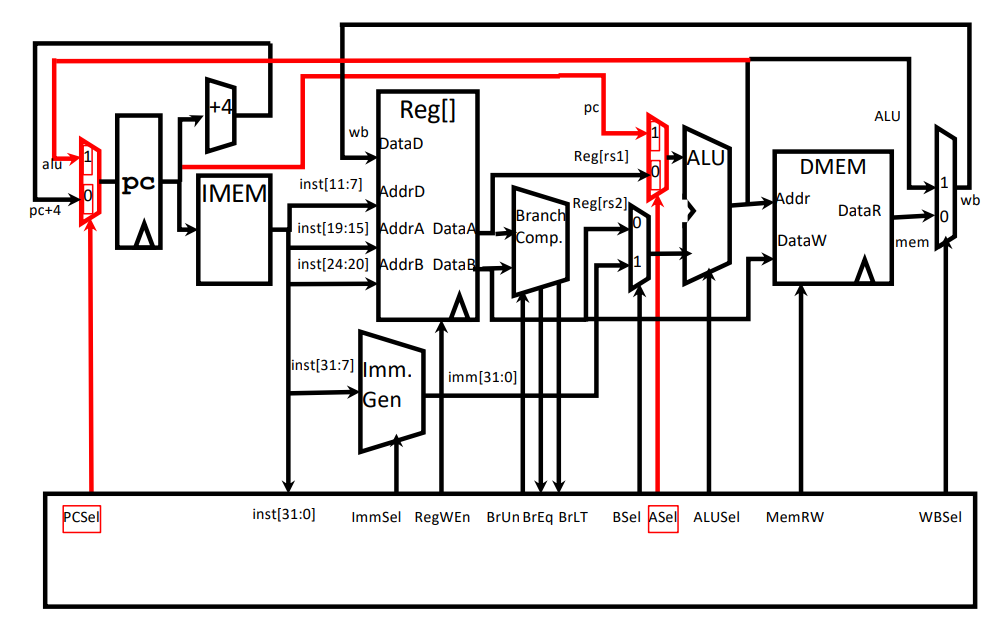 +4
Reg[]
ALU
pc
wb
DataD
alu
1
0
pc
pc+4
IMEM
inst[11:7]
AddrD
inst[19:15]
AddrA
DataA
inst[24:20]
AddrB
DataB
Branch
Comp.
Reg[rs1]
1
0
Reg[rs2]
0
1
ALU
DMEM
Addr
DataR
DataW
1
0
wb
mem
inst[31:7]
Imm.
Gen
imm[31:0]
PCSel
inst[31:0]
ImmSel
RegWEn
BrUn
BrEq
BrLT
BSel
ASel
ALUSel
MemRW
WBSel